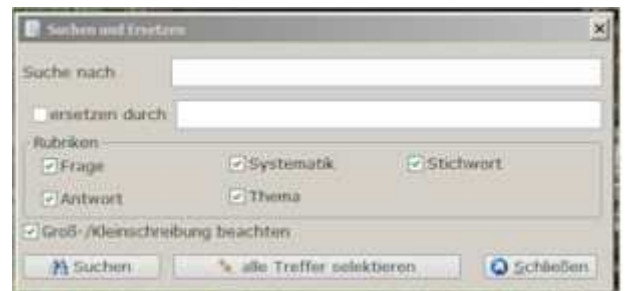 Suchen und Ersetzen
Suche nach
ersetzen durch
Rubriken
Frage Systematik Stichwort
Antwort Thema
Groß-/Kleinschreibung beachten
Suchen alle Treffer selektieren Schließen